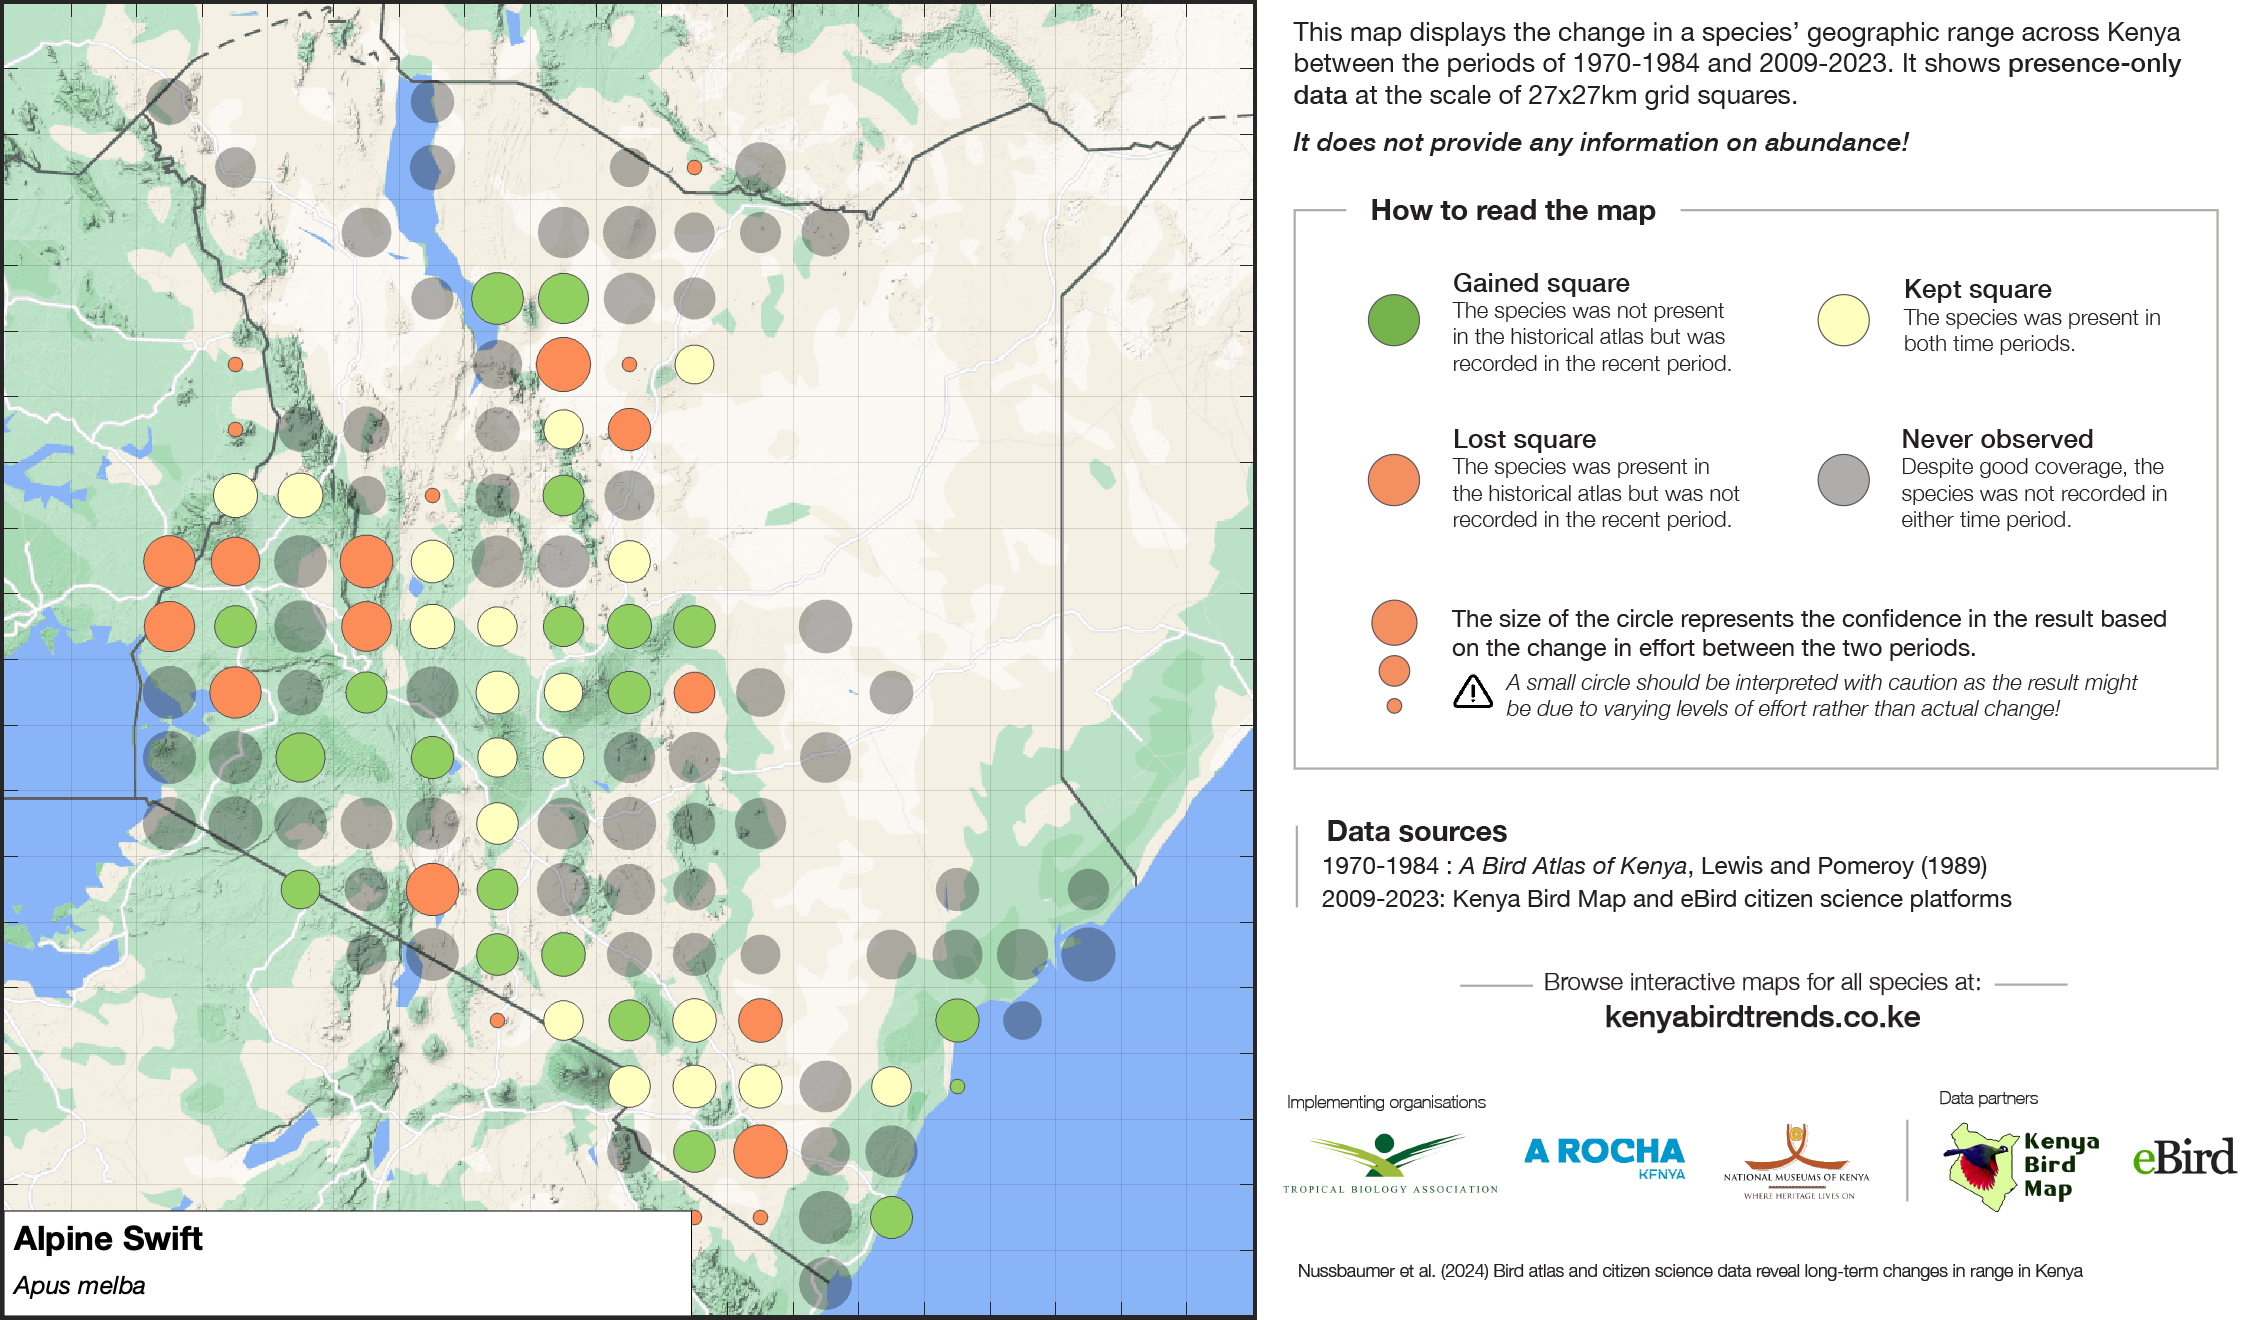 This map displays the change in a species’ geographic range across Kenya
between the periods of 1970-1984 and 2009-2023. It shows presence-only
data at the scale of 27x27km grid squares.
It does not provide any information on abundance!
How to read the map
Gained square
The species was not present
in the historical atlas but was
recorded in the recent period.
Kept square
The species was present in
both time periods.
Lost square
The species was present in
the historical atlas but was not
recorded in the recent period.
Never observed
Despite good coverage, the
species was not recorded in
either time period.
The size of the circle represents the confidence in the result based
on the change in effort between the two periods.
A small circle should be interpreted with caution as the result might
be due to varying levels of effort rather than actual change!
Data sources
1970-1984 : A Bird Atlas of Kenya, Lewis and Pomeroy (1989)
2009-2023: Kenya Bird Map and eBird citizen science platforms
Browse interactive maps for all species at:
kenyabirdtrends.co.ke
Implementing organisations
Data partners
TROPICAL BIOLOGY ASSOCIATION
A ROCHA
KENYA
NATIONAL MUSEUMS OF KENYA
WHERE HERITAGE LIVES ON
Kenya
Bird
Map
eBird
Alpine Swift
Apus melba
Nussbaumer et al. (2024) Bird atlas and citizen science data reveal long-term changes in range in Kenya